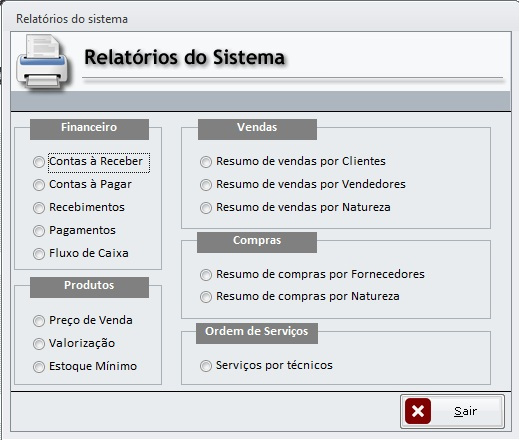 Relatórios do sistema
Relatórios do Sistema
Financeiro
Contas à Receber
Contas à Pagar
Recebimentos
Pagamentos
Fluxo de Caixa
Produtos
Preço de Venda
Valorização
Estoque Mínimo
Vendas
Resumo de vendas por Clientes
Resumo de vendas por Vendedores
Resumo de vendas por Natureza
Compras
Resumo de compras por Fornecedores
Resumo de compras por Natureza
Ordem de Serviços
Serviços por técnicos
Sair